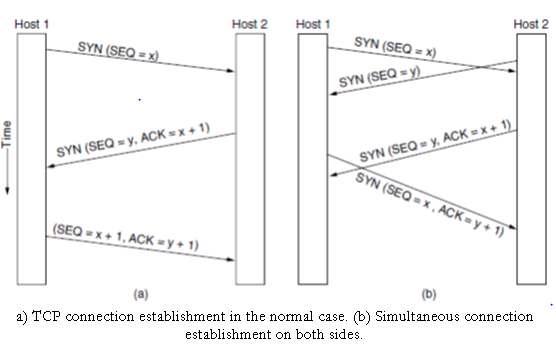 Host 1
Host 2
Host 1
Host 2
SYN (SEQ = x)
SYN (SEQ = y, ACK = x + 1)
(SEQ = x + 1, ACK = y + 1)
Time
SYN (SEQ = x)
SYN (SEQ = y)
SYN (SEQ = y, ACK = x + 1)
SYN (SEQ = x , ACK = y + 1)
(a)
(b)
a) TCP connection establishment in the normal case. (b) Simultaneous connection
establishment on both sides.